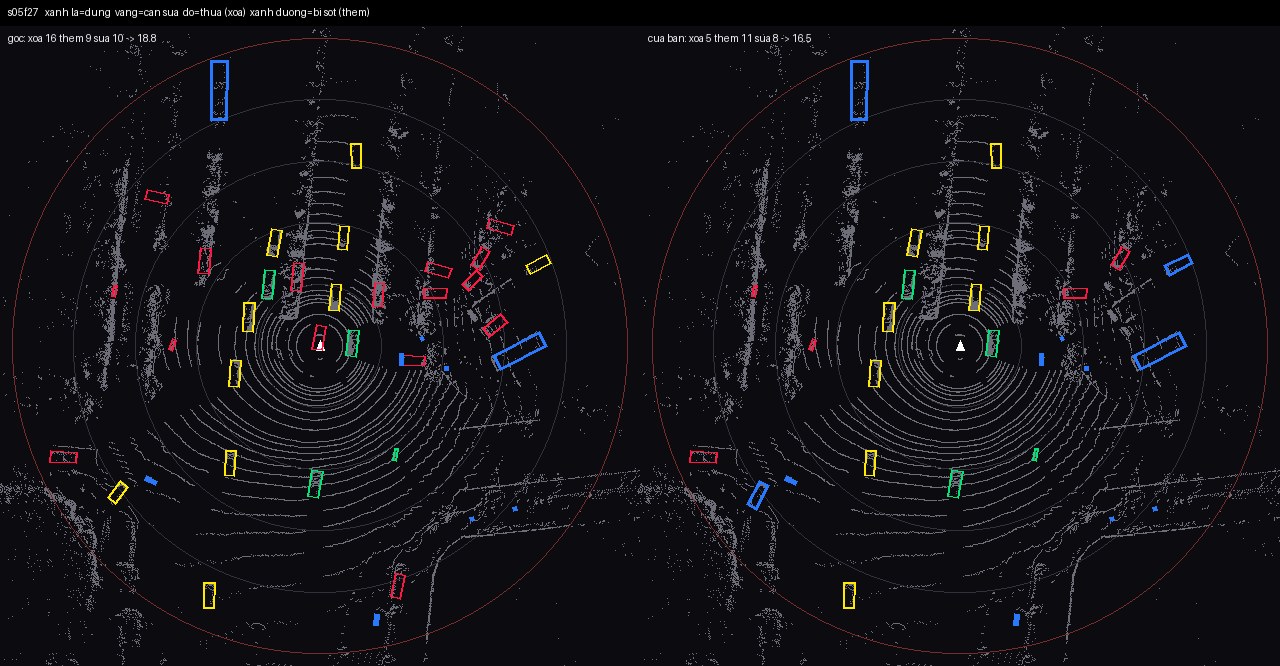 s05f27 xanh la=dung vang=can sua do=thua (xoa) xanh duong=bi sot (them)
goc: xoa 16 them 9 sua 10 -> 18.8
cua ban: xoa 5 them 11 sua 8 -> 16.5